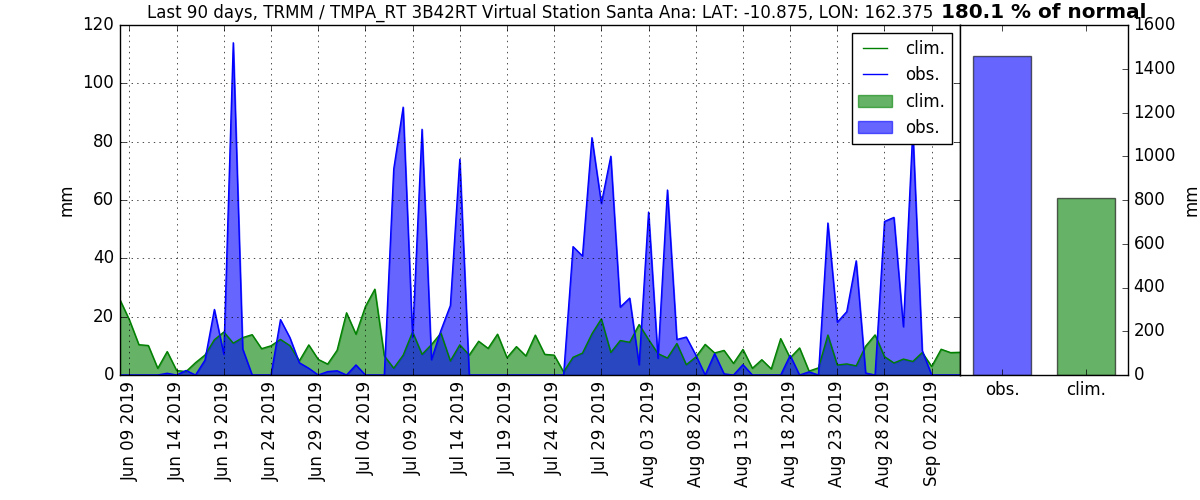 Last 90 days, TRMM / TMPA_RT 3B42RT Virtual Station Santa Ana: LAT: -10.875, LON: 162.375 180.1 % of normal
120
100
80
60
40
20
0
mm
clim.
obs.
clim.
obs.
1600
1400
1200
1000
800
600
400
200
0
mm
Jun 09 2019
Jun 14 2019
Jun 19 2019
Jun 24 2019
Jun 29 2019
Jul 04 2019
Jul 09 2019
Jul 14 2019
Jul 19 2019
Jul 24 2019
Jul 29 2019
Aug 03 2019
Aug 08 2019
Aug 13 2019
Aug 18 2019
Aug 23 2019
Aug 28 2019
Sep 02 2019
obs.
clim.